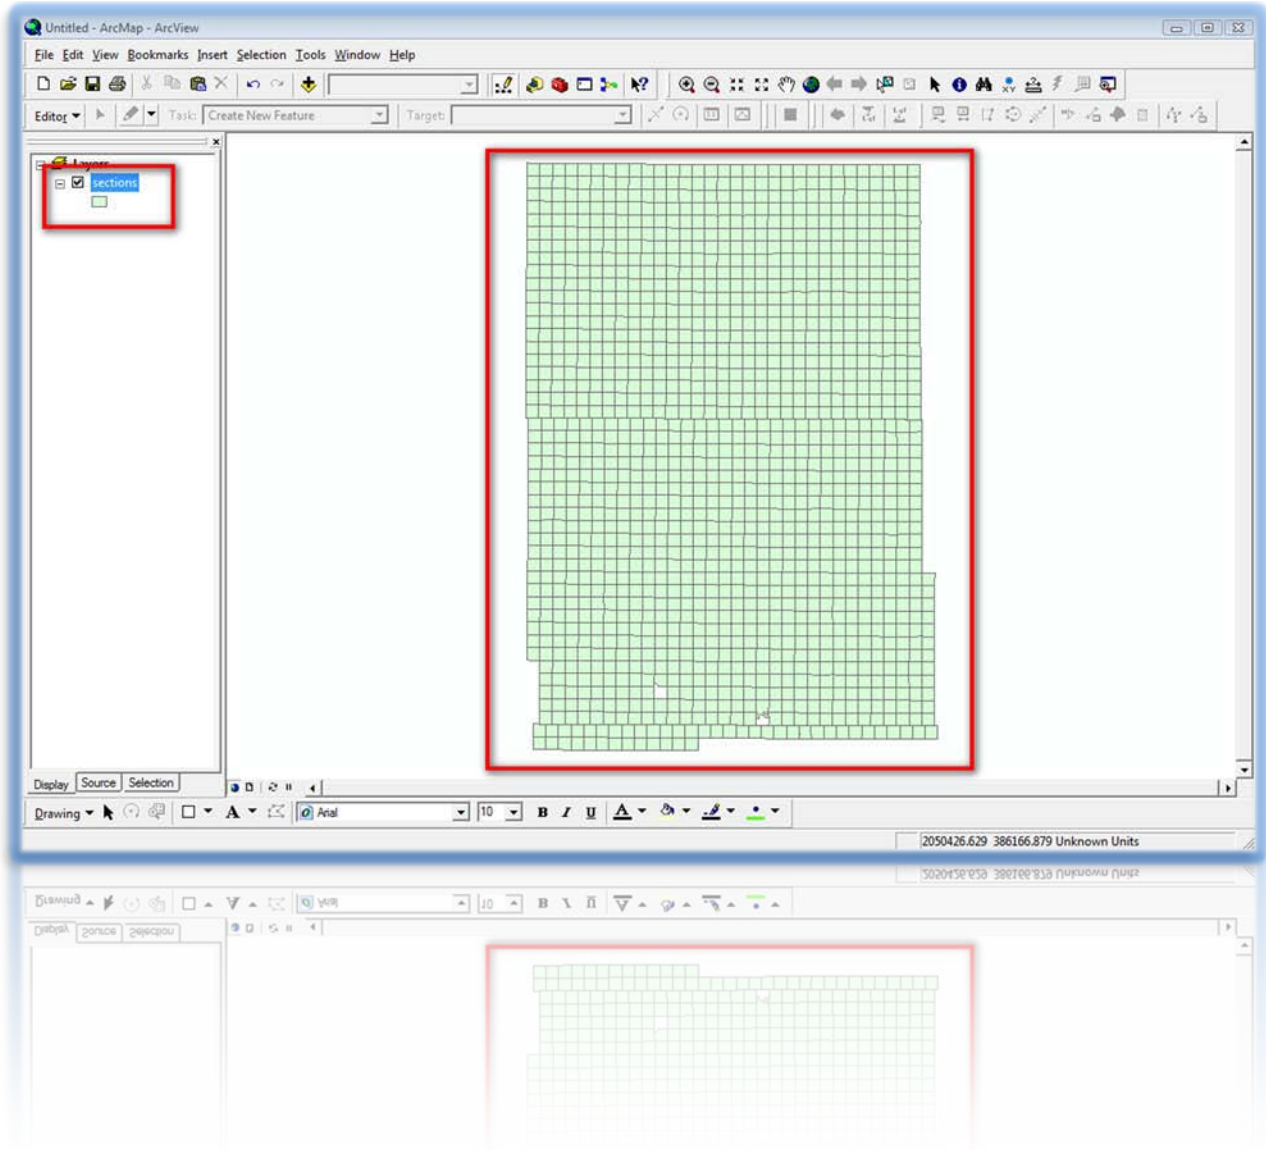 Untitled - ArcMap - ArcView
File Edit View Bookmarks Insert Selection Tools Window Help
Editor Task: Create New Feature Target:
Layers
sections
Display Source Selection
Drawing A Arial 10 B I U A
2050426.629 386166.879 Unknown Units